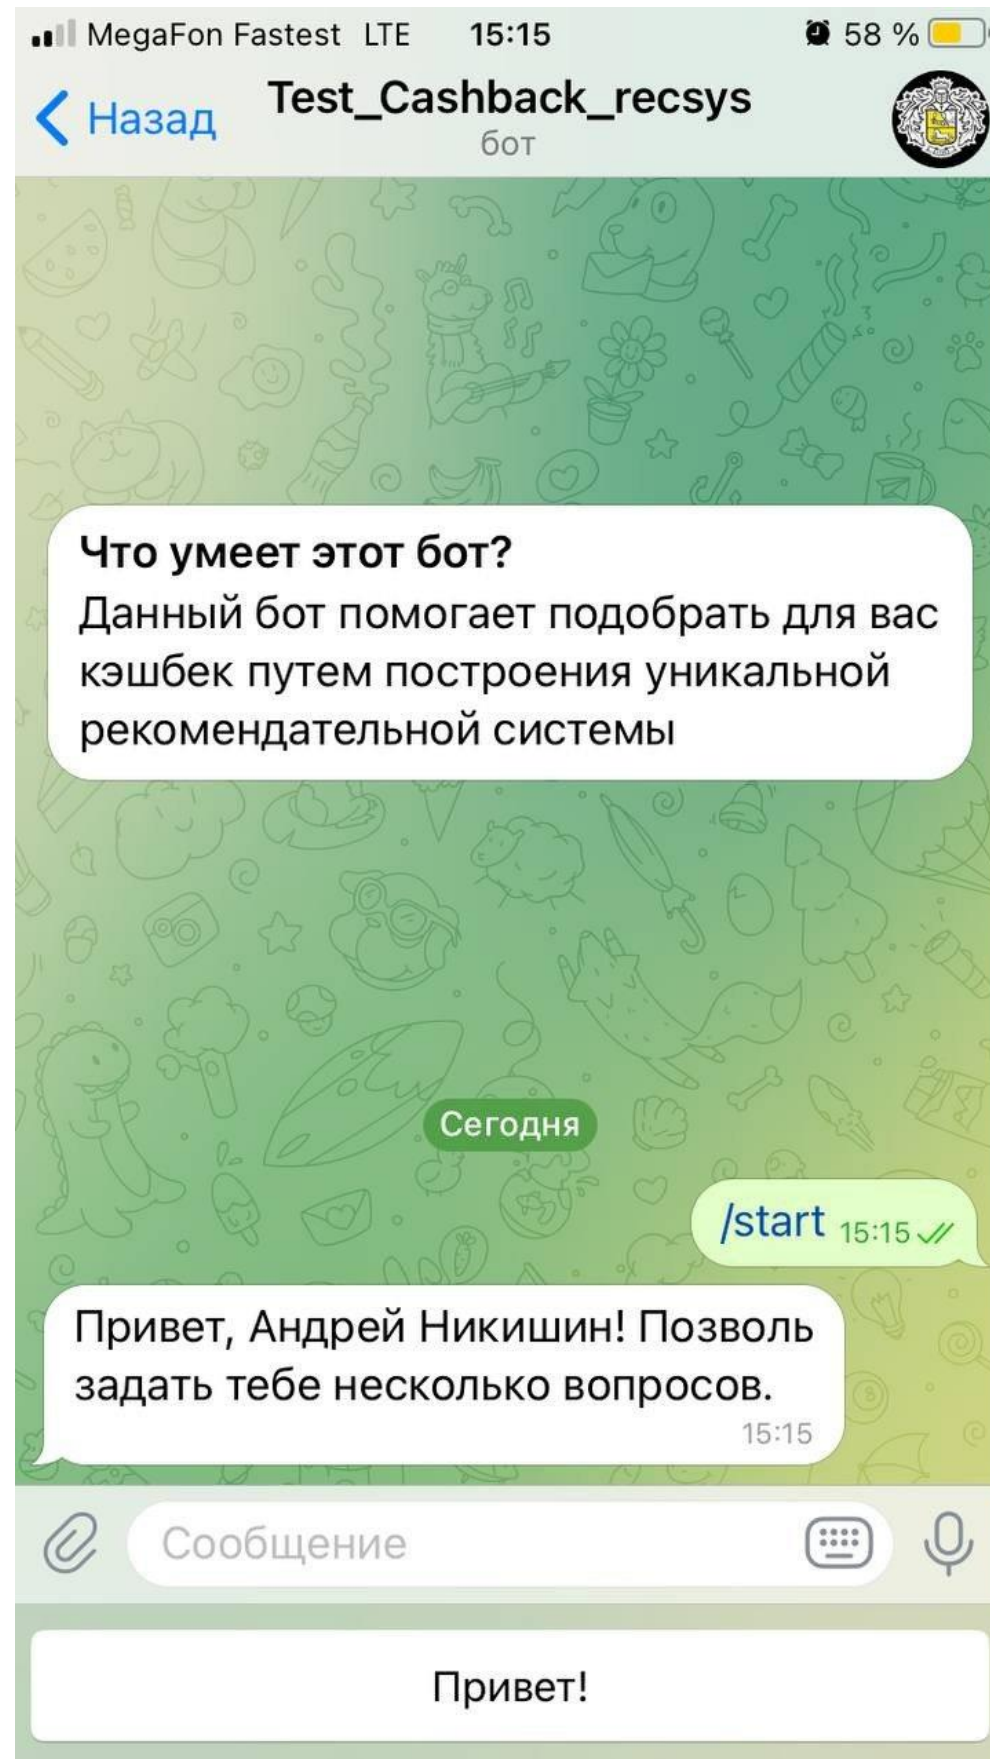 MegaFon Fastest LTE 15:15 58 %
Назад Test_Cashback_recsys
бот
Что умеет этот бот?
Данный бот помогает подобрать для вас
кэшбек путем построения уникальной
рекомендательной системы
Сегодня
/start 15:15
Привет, Андрей Никишин! Позволь
задать тебе несколько вопросов.
15:15
Сообщение
Привет!